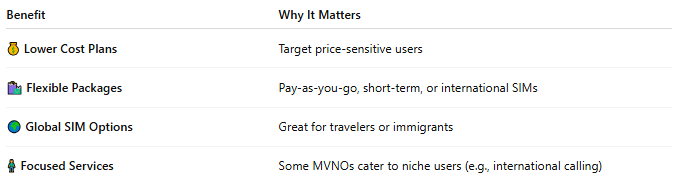 Benefit Why It Matters
💰 Lower Cost Plans Target price-sensitive users
🛍️ Flexible Packages Pay-as-you-go, short-term, or international SIMs
🌍 Global SIM Options Great for travelers or immigrants
🧍 Focused Services Some MVNOs cater to niche users (e.g., international calling)